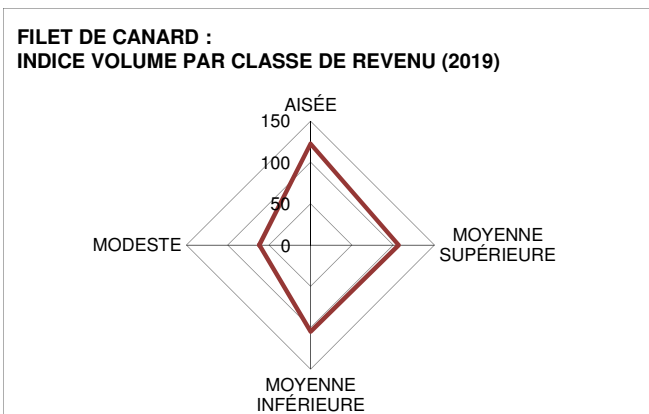 FILET DE CANARD :
INDICE VOLUME PAR CLASSE DE REVENU (2019)
AISÉE
150
100
50
0
MODESTE
MOYENNE
SUPÉRIEURE
MOYENNE
INFÉRIEURE